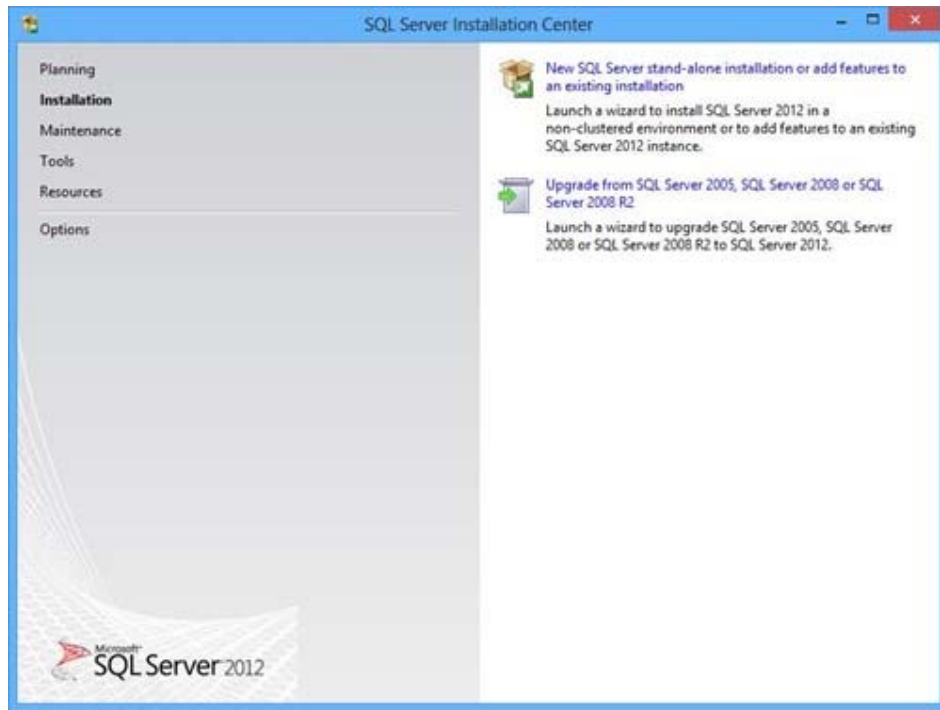 SQL Server Installation Center
Planning
Installation
Maintenance
Tools
Resources
Options
New SQL Server stand-alone installation or add features to
an existing installation
Launch a wizard to install SQL Server 2012 in a
non-clustered environment or to add features to an existing
SQL Server 2012 instance.
Upgrade from SQL Server 2005, SQL Server 2008 or SQL
Server 2008 R2
Launch a wizard to upgrade SQL Server 2005, SQL Server
2008 or SQL Server 2008 R2 to SQL Server 2012.
Microsoft
SQL Server 2012